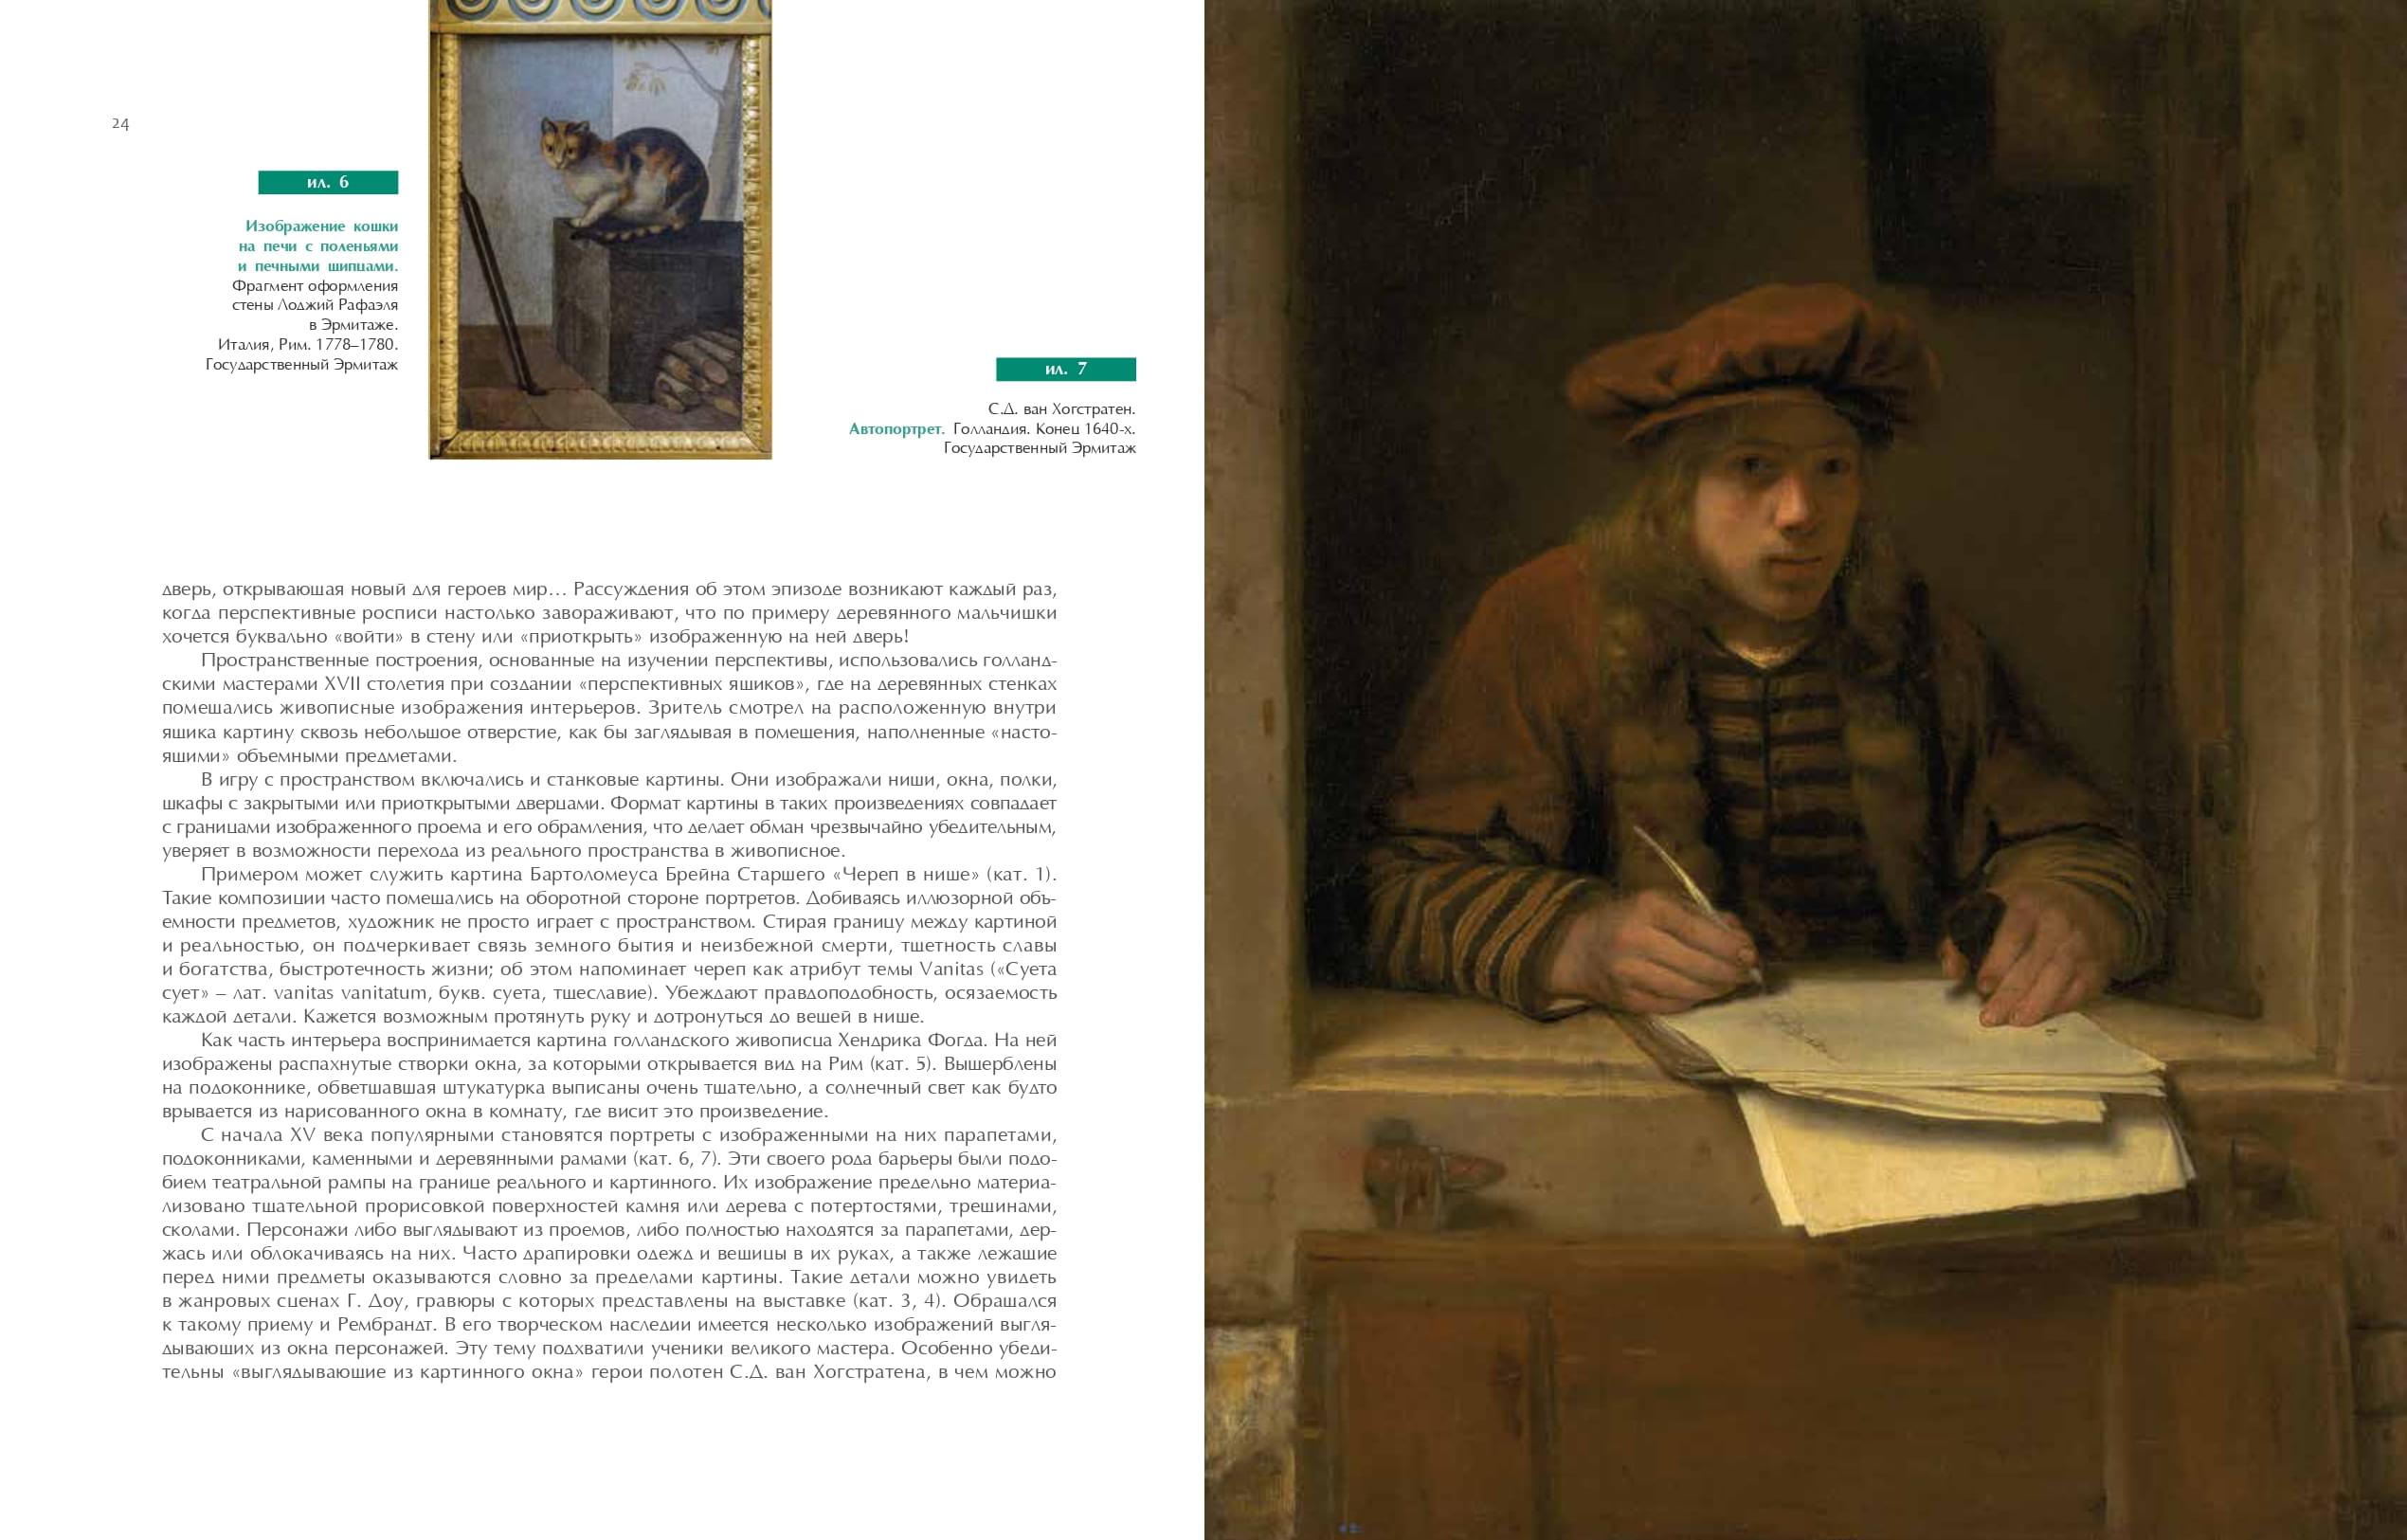 24
ил. 6
Изображение кошки
на печи с поленьями
и печными щипцами.
Фрагмент оформления
стены Лоджий Рафаэля
в Эрмитаже.
Италия, Рим. 1778–1780.
Государственный Эрмитаж
ил. 7
С.Д. ван Хогстратен.
Автопортрет. Голландия. Конец 1640-х.
Государственный Эрмитаж
дверь, открывающая новый для героев мир… Рассуждения об этом эпизоде возникают каждый раз,
когда перспективные росписи настолько завораживают, что по примеру деревянного мальчишки
хочется буквально «войти» в стену или «приоткрыть» изображенную на ней дверь!
Пространственные построения, основанные на изучении перспективы, использовались голланд-
скими мастерами XVII столетия при создании «перспективных ящиков», где на деревянных стенках
помещались живописные изображения интерьеров. Зритель смотрел на расположенную внутри
ящика картину сквозь небольшое отверстие, как бы заглядывая в помещения, наполненные «насто-
ящими» объемными предметами.
В игру с пространством включались и станковые картины. Они изображали ниши, окна, полки,
шкафы с закрытыми или приоткрытыми дверцами. Формат картины в таких произведениях совпадает
с границами изображенного проема и его обрамления, что делает обман чрезвычайно убедительным,
уверяет в возможности перехода из реального пространства в живописное.
Примером может служить картина Бартоломеуса Брейна Старшего «Череп в нише» (кат. 1).
Такие композиции часто помещались на оборотной стороне портретов. Добиваясь иллюзорной объ-
емности предметов, художник не просто играет с пространством. Стирая границу между картиной
и реальностью, он подчеркивает связь земного бытия и неизбежной смерти, тщетность славы
и богатства, быстротечность жизни; об этом напоминает череп как атрибут темы Vanitas («Суета
сует» – лат. vanitas vanitatum, букв. суета, тщеславие). Убеждают правдоподобность, осязаемость
каждой детали. Кажется возможным протянуть руку и дотронуться до вещей в нише.
Как часть интерьера воспринимается картина голландского живописца Хендрика Фогда. На ней
изображены распахнутые створки окна, за которыми открывается вид на Рим (кат. 5). Выщерблены
на подоконнике, обветшавшая штукатурка выписаны очень тщательно, а солнечный свет как будто
врывается из нарисованного окна в комнату, где висит это произведение.
С начала XV века популярными становятся портреты с изображенными на них парапетами,
подоконниками, каменными и деревянными рамами (кат. 6, 7). Эти своего рода барьеры были подо-
бием театральной рампы на границе реального и картинного. Их изображение предельно материа-
лизовано тщательной прорисовкой поверхностей камня или дерева с потертостями, трещинами,
сколами. Персонажи либо выглядывают из проемов, либо полностью находятся за парапетами, дер-
жась или облокачиваясь на них. Часто драпировки одежд и вещицы в их руках, а также лежащие
перед ними предметы оказываются словно за пределами картины. Такие детали можно увидеть
в жанровых сценах Г. Доу, гравюры с которых представлены на выставке (кат. 3, 4). Обращался
к такому приему и Рембрандт. В его творческом наследии имеется несколько изображений выгля-
дывающих из окна персонажей. Эту тему подхватили ученики великого мастера. Особенно убеди-
тельны «выглядывающие из картинного окна» герои полотен С.Д. ван Хогстратена, в чем можно